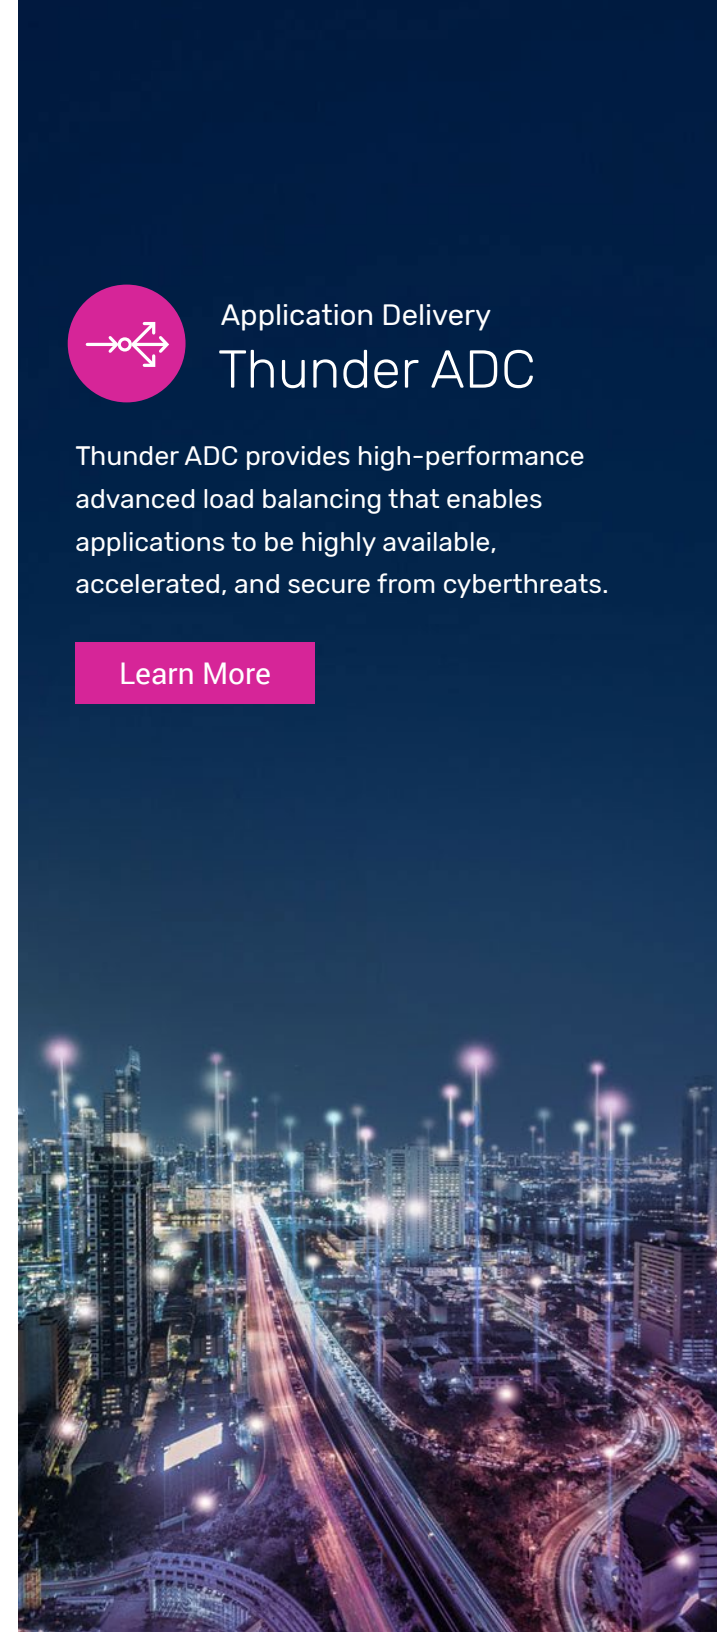 Application Delivery
Thunder ADC
Thunder ADC provides high-performance
advanced load balancing that enables
applications to be highly available,
accelerated, and secure from cyberthreats.
Learn More